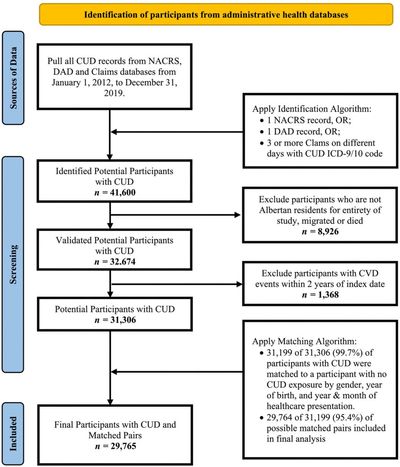 Identification of participants from administrative health databases
Sources of Data
Pull all CUD records from NACRS,
DAD and Claims databases from
January 1, 2012, to December 31,
2019.
Apply Identification Algorithm:
• 1 NACRS record, OR;
• 1 DAD record, OR;
• 3 or more Clams on different
days with CUD ICD-9/10 code
Screening
Identified Potential Participants
with CUD
n = 41,600
Exclude participants who are not
Albertan residents for entirety of
study, migrated or died
n = 8,926
Validated Potential Participants
with CUD
n = 32.674
Exclude participants with CVD
events within 2 years of index date
n = 1,368
Potential Participants with CUD
n = 31,306
Apply Matching Algorithm:
• 31,199 of 31,306 (99.7%) of
participants with CUD were
matched to a participant with no
CUD exposure by gender, year
of birth, and year & month of
healthcare presentation.
• 29,764 of 31,199 (95.4%) of
possible matched pairs included
in final analysis
Included
Final Participants with CUD and
Matched Pairs
n = 29,765